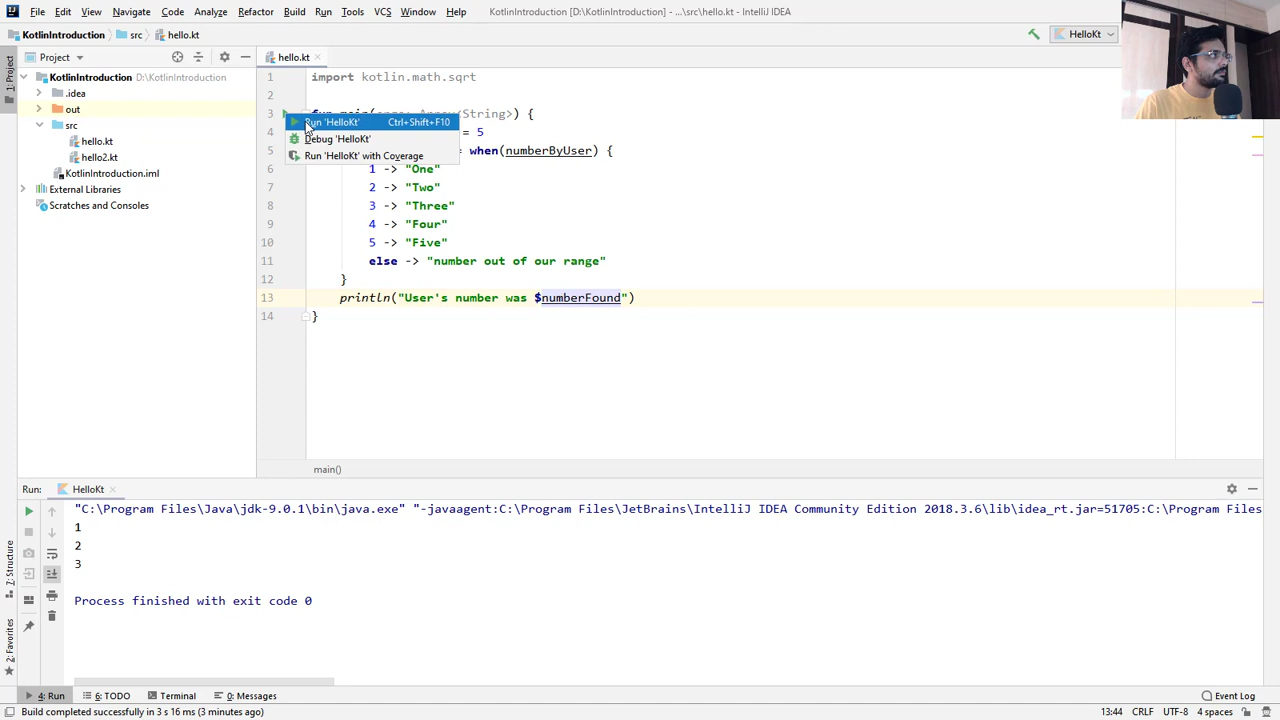 File Edit View Navigate Code Analyze Refactor Build Run Tools VCS Window Help KotlinIntroduction [D:\KotlinIntroduction] - ...\src\hello.kt - IntelliJ IDEA
KotlinIntroduction src hello.kt HelloKt
Project hello.kt
1: Project
KotlinIntroduction D:\KotlinIntroduction
.idea
out
src
hello.kt
hello2.kt
KotlinIntroduction.iml
External Libraries
Scratches and Consoles
1 import kotlin.math.sqrt
2
3 String>) {
Run 'HelloKt' Ctrl+Shift+F10
4 = 5
Debug 'HelloKt'
5 = when(numberByUser) {
Run 'HelloKt' with Coverage
6 1 -> "One"
7 2 -> "Two"
8 3 -> "Three"
9 4 -> "Four"
10 5 -> "Five"
11 else -> "number out of our range"
12 }
13 println("User's number was $numberFound")
14 }
main()
Run: HelloKt
"C:\Program Files\Java\jdk-9.0.1\bin\java.exe" "-javaagent:C:\Program Files\JetBrains\IntelliJ IDEA Community Edition 2018.3.6\lib\idea_rt.jar=51705:C:\Program Files
1
2
3
Process finished with exit code 0
7: Structure
2: Favorites
4: Run 6: TODO Terminal 0: Messages Event Log
Build completed successfully in 3 s 16 ms (3 minutes ago) 13:44 CRLF UTF-8 4 spaces